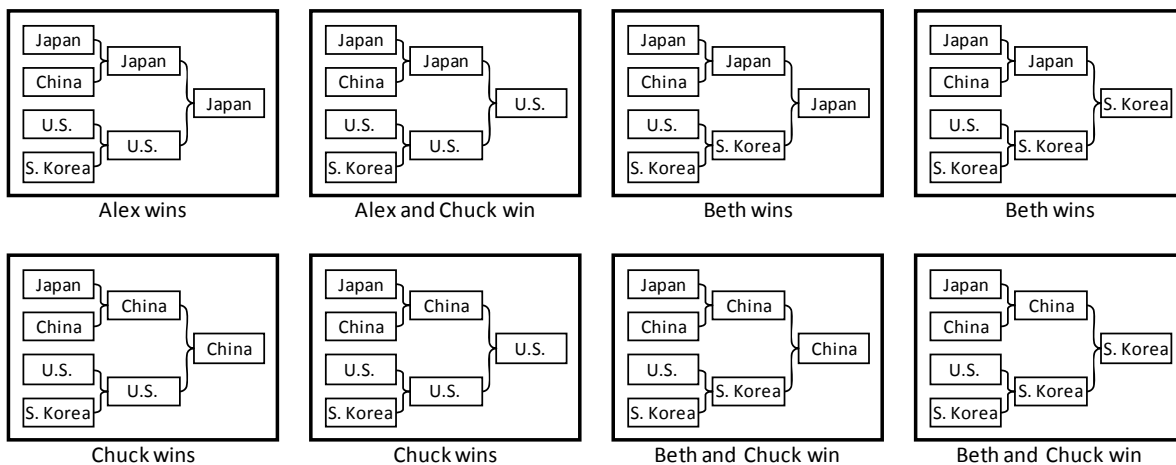 Japan
China
U.S.
S. Korea
Japan
U.S.
Japan
Alex wins
Japan
China
U.S.
S. Korea
Japan
U.S.
U.S.
Alex and Chuck win
Japan
China
U.S.
S. Korea
Japan
S. Korea
Japan
Beth wins
Japan
China
U.S.
S. Korea
Japan
S. Korea
S. Korea
Beth wins
Japan
China
U.S.
S. Korea
China
U.S.
China
Chuck wins
Japan
China
U.S.
S. Korea
China
U.S.
U.S.
Chuck wins
Japan
China
U.S.
S. Korea
China
S. Korea
China
Beth and Chuck win
Japan
China
U.S.
S. Korea
China
S. Korea
S. Korea
Beth and Chuck win